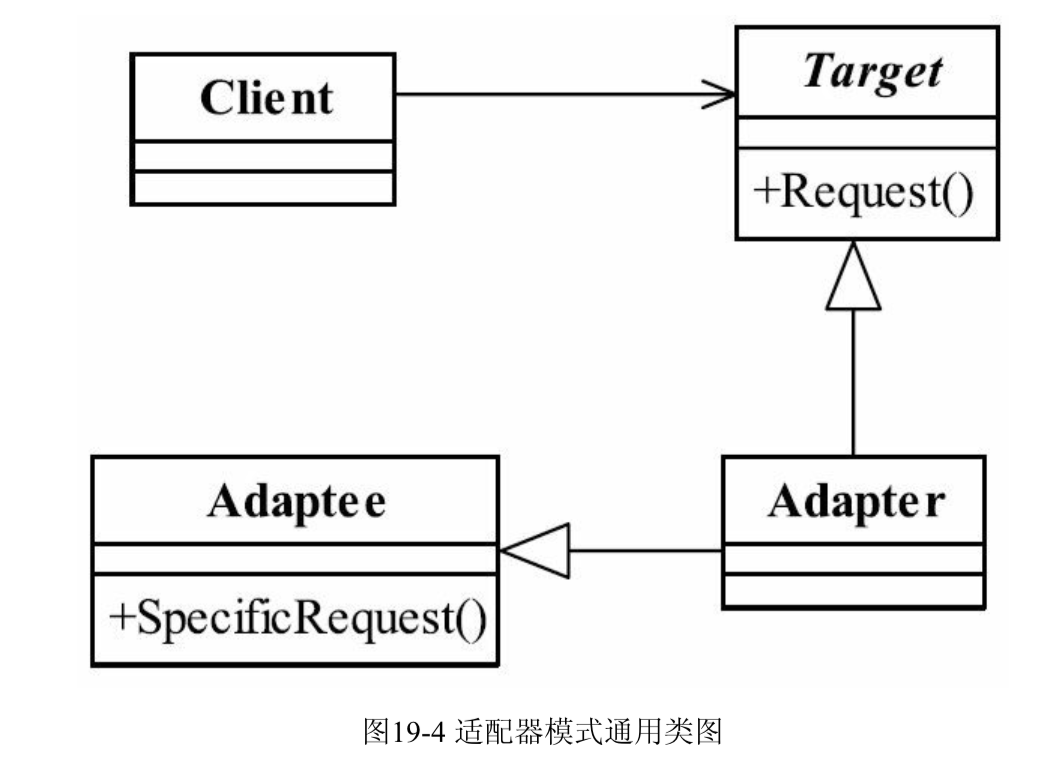 Client
Target
+Request()
Adaptee
+SpecificRequest()
Adapter
图19-4 适配器模式通用类图